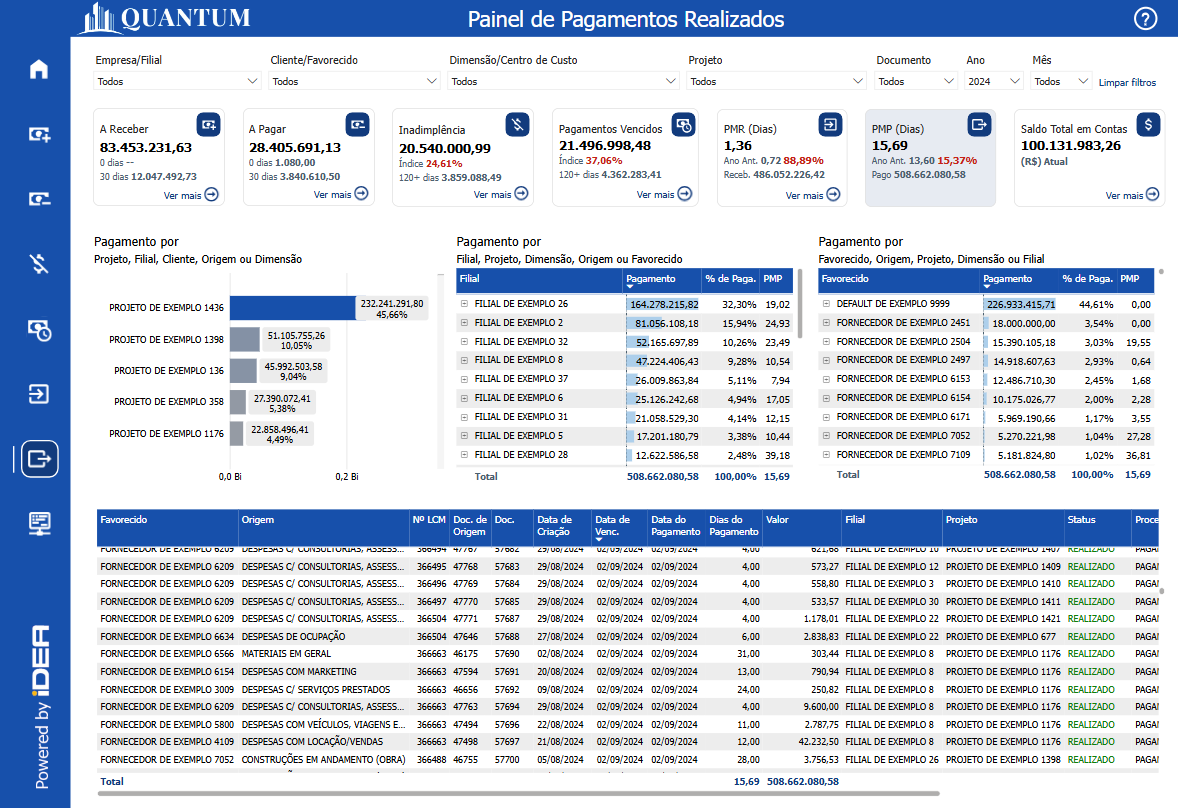 QUANTUM
Painel de Pagamentos Realizados
?
Empresa/Filial Cliente/Favorecido Dimensão/Centro de Custo Projeto Documento Ano Mês
Todos Todos Todos Todos Todos 2024 Todos Limpar filtros
A Receber
83.453.231,63
0 dias --
30 dias 12.047.492,73
Ver mais
A Pagar
28.405.691,13
0 dias 1.080,00
30 dias 3.840.610,50
Ver mais
Inadimplência
20.540.000,99
Índice 24,61%
120+ dias 3.859.088,49
Ver mais
Pagamentos Vencidos
21.496.998,48
Índice 37,06%
120+ dias 4.362.283,41
Ver mais
PMR (Dias)
1,36
Ano Ant. 0,72 88,89%
Receb. 486.052.226,42
Ver mais
PMP (Dias)
15,69
Ano Ant. 13,60 15,37%
Pago 508.662.080,58
$
Saldo Total em Contas
100.131.983,26
(R$) Atual
Ver mais
Pagamento por
Projeto, Filial, Cliente, Origem ou Dimensão
PROJETO DE EXEMPLO 1436 232.241.291,80
45,66%
PROJETO DE EXEMPLO 1398 51.105.755,26
10,05%
PROJETO DE EXEMPLO 136 45.992.503,58
9,04%
PROJETO DE EXEMPLO 358 27.390.072,41
5,38%
PROJETO DE EXEMPLO 1176 22.858.496,41
4,49%
0,0 Bi 0,2 Bi
Pagamento por
Filial, Projeto, Dimensão, Origem ou Favorecido
Filial Pagamento % de Paga. PMP
FILIAL DE EXEMPLO 26 164.278.215,82 32,30% 19,02
FILIAL DE EXEMPLO 2 81.056.108,18 15,94% 24,93
FILIAL DE EXEMPLO 32 52.165.697,89 10,26% 23,49
FILIAL DE EXEMPLO 8 47.224.406,43 9,28% 10,54
FILIAL DE EXEMPLO 37 26.009.863,84 5,11% 7,94
FILIAL DE EXEMPLO 6 25.126.242,68 4,94% 17,05
FILIAL DE EXEMPLO 31 21.058.529,30 4,14% 12,15
FILIAL DE EXEMPLO 5 17.201.180,79 3,38% 10,44
FILIAL DE EXEMPLO 28 12.622.586,58 2,48% 39,18
Total 508.662.080,58 100,00% 15,69
Pagamento por
Favorecido, Origem, Projeto, Dimensão ou Filial
Favorecido Pagamento % de Paga. PMP
DEFAULT DE EXEMPLO 9999 226.933.415,71 44,61% 0,00
FORNECEDOR DE EXEMPLO 2451 18.000.000,00 3,54% 0,00
FORNECEDOR DE EXEMPLO 2504 15.390.105,18 3,03% 19,55
FORNECEDOR DE EXEMPLO 2497 14.918.607,63 2,93% 0,64
FORNECEDOR DE EXEMPLO 6153 12.486.710,30 2,45% 1,68
FORNECEDOR DE EXEMPLO 6154 10.175.026,77 2,00% 2,28
FORNECEDOR DE EXEMPLO 6171 5.969.190,66 1,17% 3,55
FORNECEDOR DE EXEMPLO 7052 5.270.221,98 1,04% 27,28
FORNECEDOR DE EXEMPLO 7109 5.181.824,80 1,02% 36,81
Total 508.662.080,58 100,00% 15,69
Favorecido Origem Nº LCM Doc. de Origem Doc. Data de Criação Data de Venc. Data do Pagamento Dias do Pagamento Valor Filial Projeto Status Proce
FORNECEDOR DE EXEMPLO 6209 DESPESAS C/ CONSULTORIAS, ASSESS... 366494 47767 57682 29/08/2024 02/09/2024 02/09/2024 4,00 621,68 FILIAL DE EXEMPLO 10 PROJETO DE EXEMPLO 1407 REALIZADO PAGA
FORNECEDOR DE EXEMPLO 6209 DESPESAS C/ CONSULTORIAS, ASSESS... 366495 47768 57683 29/08/2024 02/09/2024 02/09/2024 4,00 573,27 FILIAL DE EXEMPLO 12 PROJETO DE EXEMPLO 1409 REALIZADO PAGA
FORNECEDOR DE EXEMPLO 6209 DESPESAS C/ CONSULTORIAS, ASSESS... 366496 47769 57684 29/08/2024 02/09/2024 02/09/2024 4,00 558,80 FILIAL DE EXEMPLO 3 PROJETO DE EXEMPLO 1410 REALIZADO PAGA
FORNECEDOR DE EXEMPLO 6209 DESPESAS C/ CONSULTORIAS, ASSESS... 366497 47770 57685 29/08/2024 02/09/2024 02/09/2024 4,00 533,57 FILIAL DE EXEMPLO 30 PROJETO DE EXEMPLO 1411 REALIZADO PAGA
FORNECEDOR DE EXEMPLO 6209 DESPESAS C/ CONSULTORIAS, ASSESS... 366504 47771 57687 29/08/2024 02/09/2024 02/09/2024 4,00 1.178,01 FILIAL DE EXEMPLO 22 PROJETO DE EXEMPLO 1421 REALIZADO PAGA
FORNECEDOR DE EXEMPLO 6634 DESPESAS DE OCUPAÇÃO 366504 47646 57688 27/08/2024 02/09/2024 02/09/2024 6,00 2.838,83 FILIAL DE EXEMPLO 22 PROJETO DE EXEMPLO 677 REALIZADO PAGA
FORNECEDOR DE EXEMPLO 6566 MATERIAIS EM GERAL 366663 46175 57690 02/08/2024 02/09/2024 02/09/2024 31,00 303,44 FILIAL DE EXEMPLO 8 PROJETO DE EXEMPLO 1176 REALIZADO PAGA
FORNECEDOR DE EXEMPLO 6154 DESPESAS COM MARKETING 366663 47594 57691 20/08/2024 02/09/2024 02/09/2024 13,00 790,94 FILIAL DE EXEMPLO 8 PROJETO DE EXEMPLO 1176 REALIZADO PAGA
FORNECEDOR DE EXEMPLO 3009 DESPESAS C/ SERVIÇOS PRESTADOS 366663 46656 57692 09/08/2024 02/09/2024 02/09/2024 24,00 250,82 FILIAL DE EXEMPLO 8 PROJETO DE EXEMPLO 1176 REALIZADO PAGA
FORNECEDOR DE EXEMPLO 6209 DESPESAS C/ CONSULTORIAS, ASSESS... 366663 47763 57694 29/08/2024 02/09/2024 02/09/2024 4,00 9.600,00 FILIAL DE EXEMPLO 8 PROJETO DE EXEMPLO 1176 REALIZADO PAGA
FORNECEDOR DE EXEMPLO 5800 DESPESAS COM VEÍCULOS, VIAGENS E... 366663 47494 57696 22/08/2024 02/09/2024 02/09/2024 11,00 2.787,75 FILIAL DE EXEMPLO 8 PROJETO DE EXEMPLO 1176 REALIZADO PAGA
FORNECEDOR DE EXEMPLO 4109 DESPESAS COM LOCAÇÃO/VENDAS 366663 47498 57697 21/08/2024 02/09/2024 02/09/2024 12,00 42.232,50 FILIAL DE EXEMPLO 8 PROJETO DE EXEMPLO 1176 REALIZADO PAGA
FORNECEDOR DE EXEMPLO 7052 CONSTRUÇÕES EM ANDAMENTO (OBRA) 366488 46755 57700 05/08/2024 02/09/2024 02/09/2024 28,00 3.756,53 FILIAL DE EXEMPLO 26 PROJETO DE EXEMPLO 1398 REALIZADO PAGA
Total 15,69 508.662.080,58
Powered by iDEA